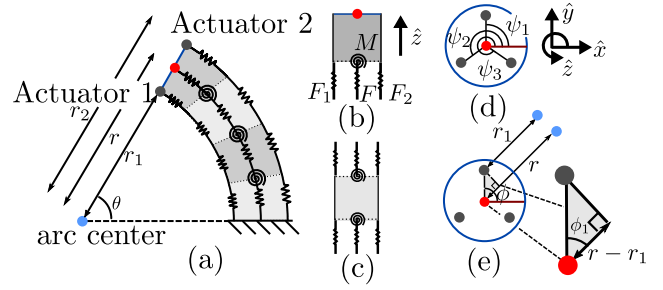 Actuator 2
Actuator 1
r₂
r
r₁
θ
arc center
(a)
M
ẑ
F₁
F
F₂
(b)
(c)
ψ₂
ψ₁
ψ₃
ŷ
x̂
ẑ
(d)
r₁
r
ϕ
ϕ₁
r − r₁
(e)